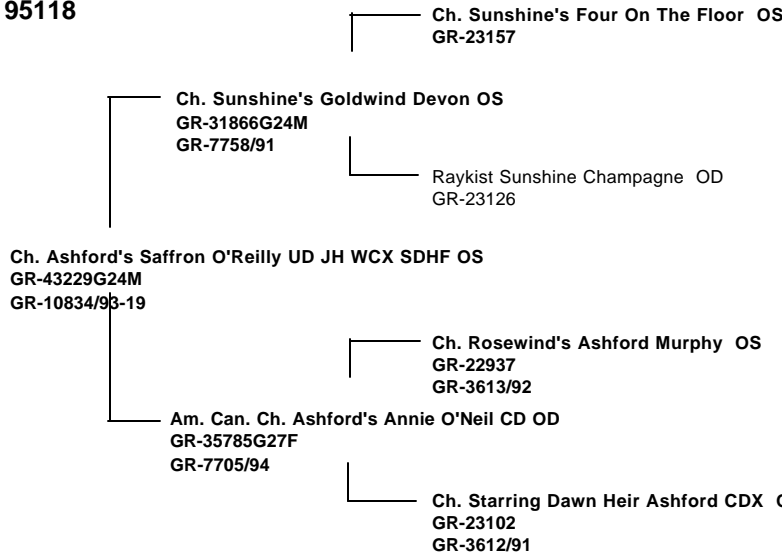 95118
Ch. Sunshine's Four On The Floor OS
GR-23157
Ch. Sunshine's Goldwind Devon OS
GR-31866G24M
GR-7758/91
Raykist Sunshine Champagne OD
GR-23126
Ch. Ashford's Saffron O'Reilly UD JH WCX SDHF OS
GR-43229G24M
GR-10834/93-19
Ch. Rosewind's Ashford Murphy OS
GR-22937
GR-3613/92
Am. Can. Ch. Ashford's Annie O'Neil CD OD
GR-35785G27F
GR-7705/94
Ch. Starring Dawn Heir Ashford CDX
GR-23102
GR-3612/91